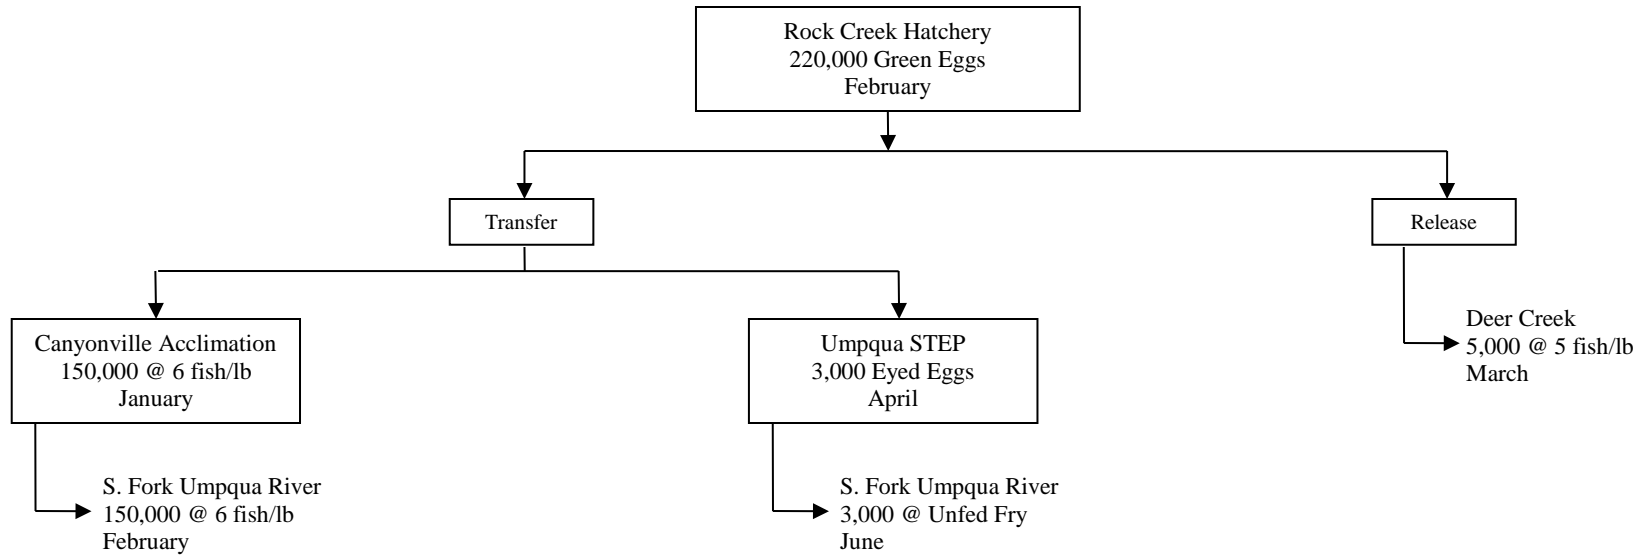 Rock Creek Hatchery
220,000 Green Eggs
February
Transfer
Release
Canyonville Acclimation
150,000 @ 6 fish/lb
January
Umpqua STEP
3,000 Eyed Eggs
April
Deer Creek
5,000 @ 5 fish/lb
March
S. Fork Umpqua River
150,000 @ 6 fish/lb
February
S. Fork Umpqua River
3,000 @ Unfed Fry
June